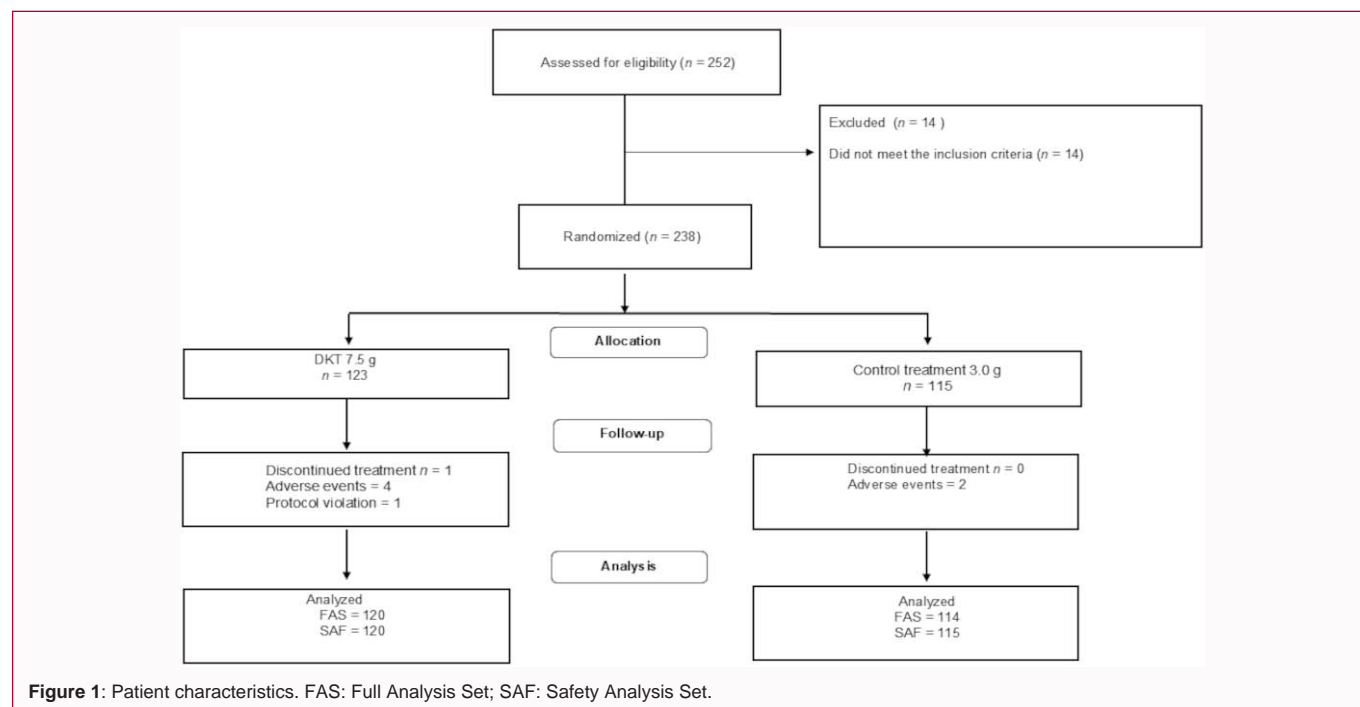 Assessed for eligibility (n = 252)
Excluded (n = 14 )
Did not meet the inclusion criteria (n = 14)
Randomized (n = 238)
Allocation
DKT 7.5 g
n = 123
Control treatment 3.0 g
n = 115
Follow-up
Discontinued treatment n = 1
Adverse events = 4
Protocol violation = 1
Discontinued treatment n = 0
Adverse events = 2
Analysis
Analyzed
FAS = 120
SAF = 120
Analyzed
FAS = 114
SAF = 115
Figure 1: Patient characteristics. FAS: Full Analysis Set; SAF: Safety Analysis Set.